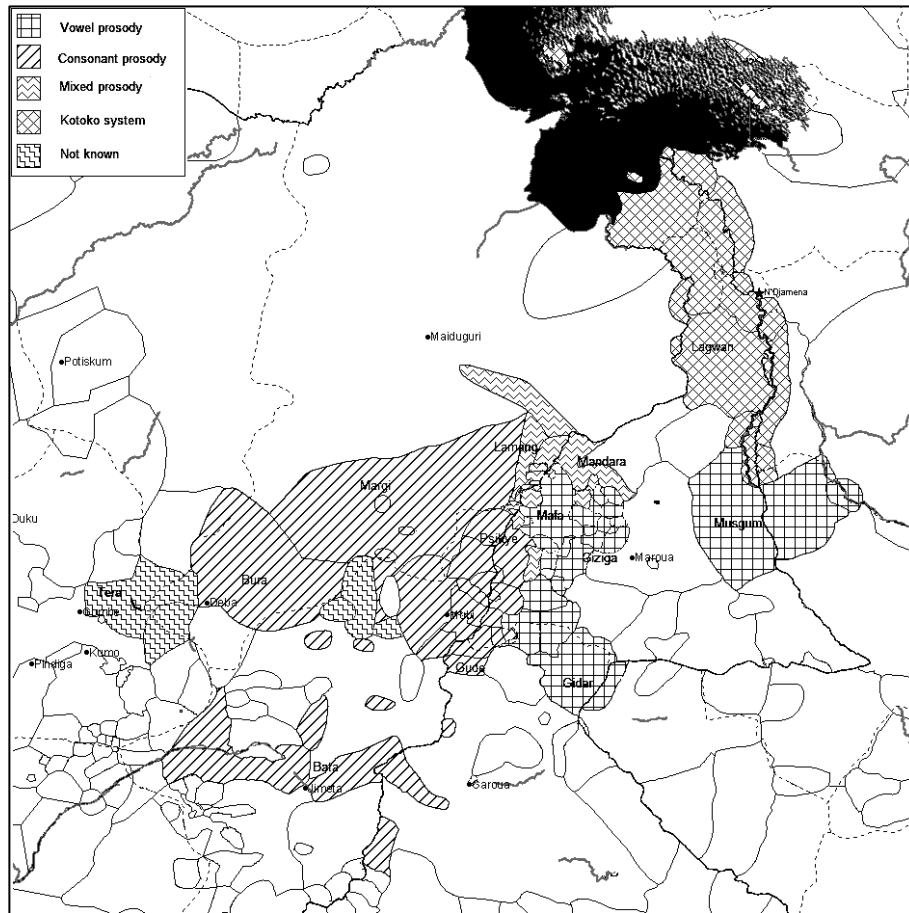 Vowel prosody
Consonant prosody
Mixed prosody
Kotoko system
Not known
N'Djamena
Maiduguri
Lagwan
Potiskum
Lamang
Mandara
Margi
Mafa
Musgum
Duku
Psikye
Giziga
Maroua
Bura
Tera
Deba
Gombe
Mubi
Kumo
Pindiga
Gude
Gidar
Bata
Jimeta
Garoua